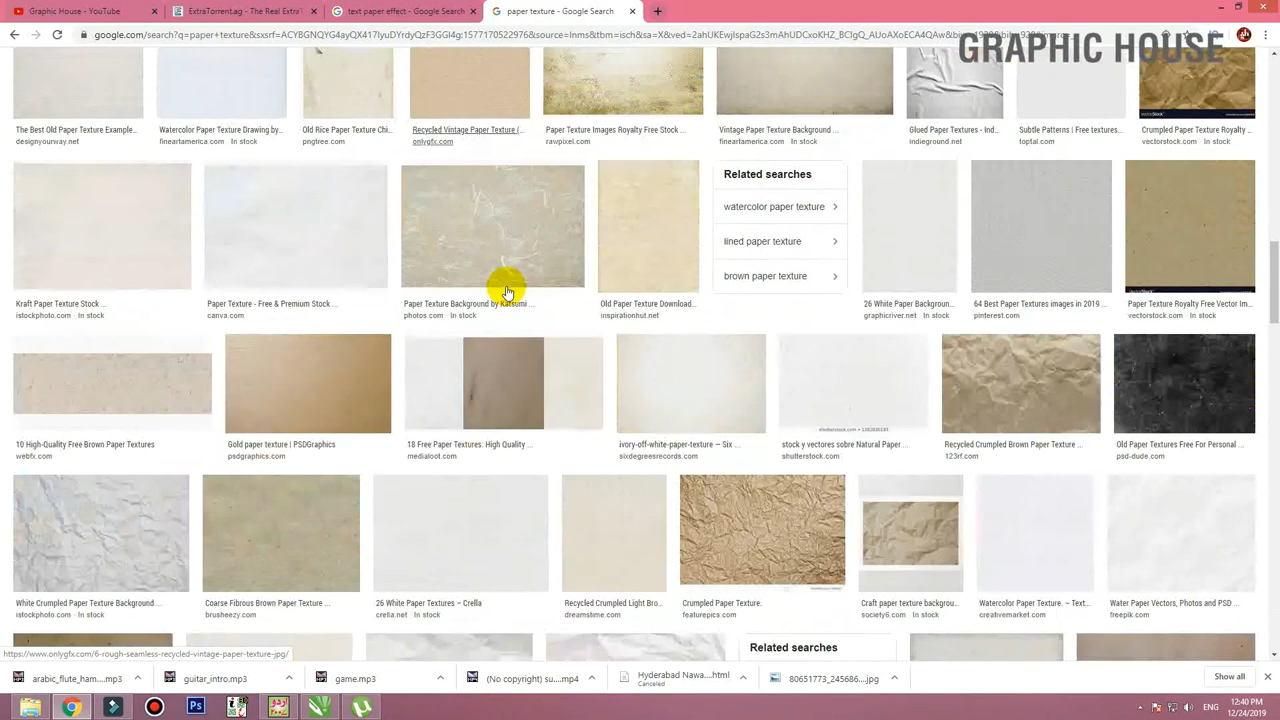 Graphic House - YouTube
ExtraTorrent.ag - The Real ExtraT
text paper effect - Google Search
paper texture - Google Search
GRAPHIC HOUSE
The Best Old Paper Texture Example...
designyourway.net
Watercolor Paper Texture Drawing by...
fineartamerica.com · In stock
Old Rice Paper Texture Chi...
pngtree.com
Recycled Vintage Paper Texture (...
onlygfx.com
Paper Texture Images Royalty Free Stock ...
rawpixel.com
Vintage Paper Texture Background ...
fineartamerica.com · In stock
Glued Paper Textures - Ind...
indieground.net
Subtle Patterns | Free textures...
toptal.com
Crumpled Paper Texture Royalty ...
vectorstock.com · In stock
Kraft Paper Texture Stock ...
istockphoto.com · In stock
Paper Texture - Free & Premium Stock ...
canva.com
Paper Texture Background by Katsumi ...
photos.com · In stock
Old Paper Texture Download...
inspirationhut.net
Related searches
watercolor paper texture
lined paper texture
brown paper texture
26 White Paper Backgroun...
graphicriver.net · In stock
64 Best Paper Textures images in 2019 ...
pinterest.com
Paper Texture Royalty Free Vector Im...
vectorstock.com · In stock
10 High-Quality Free Brown Paper Textures
webfx.com
Gold paper texture | PSDGraphics
psdgraphics.com
18 Free Paper Textures: High Quality ...
medialoot.com
ivory-off-white-paper-texture — Six ...
sixdegreesrecords.com
stock y vectores sobre Natural Paper ...
shutterstock.com
Recycled Crumpled Brown Paper Texture ...
123rf.com
Old Paper Textures Free For Personal ...
psd-dude.com
White Crumpled Paper Texture Background ...
istockphoto.com · In stock
Coarse Fibrous Brown Paper Texture ...
brusheezy.com
26 White Paper Textures – Crella
crella.net · In stock
Recycled Crumpled Light Bro...
dreamstime.com
Crumpled Paper Texture.
featurepics.com
Craft paper texture backgrou...
society6.com · In stock
Watercolor Paper Texture. ~ Text...
creativemarket.com
Water Paper Vectors, Photos and PSD ...
freepik.com
Related searches
https://www.onlygfx.com/6-rough-seamless-recycled-vintage-paper-texture-jpg/
arabic_flute_ham....mp3
guitar_intro.mp3
game.mp3
(No copyright) su....mp4
Hyderabad Nawa....html
Canceled
80651773_245686....jpg
Show all
Ps
ENG
12:40 PM
12/24/2019